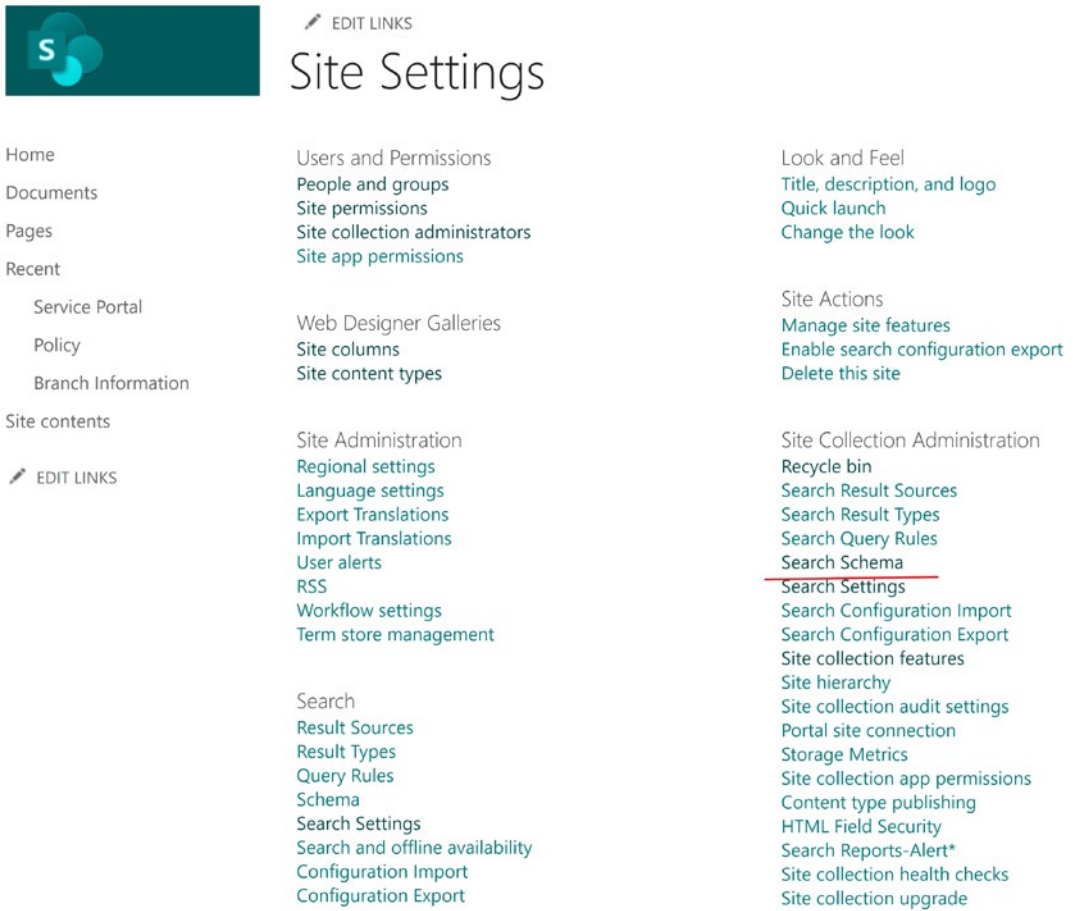 S
EDIT LINKS
Site Settings
Home
Documents
Pages
Recent
Service Portal
Policy
Branch Information
Site contents
EDIT LINKS
Users and Permissions
People and groups
Site permissions
Site collection administrators
Site app permissions
Web Designer Galleries
Site columns
Site content types
Site Administration
Regional settings
Language settings
Export Translations
Import Translations
User alerts
RSS
Workflow settings
Term store management
Search
Result Sources
Result Types
Query Rules
Schema
Search Settings
Search and offline availability
Configuration Import
Configuration Export
Look and Feel
Title, description, and logo
Quick launch
Change the look
Site Actions
Manage site features
Enable search configuration export
Delete this site
Site Collection Administration
Recycle bin
Search Result Sources
Search Result Types
Search Query Rules
Search Schema
Search Settings
Search Configuration Import
Search Configuration Export
Site collection features
Site hierarchy
Site collection audit settings
Portal site connection
Storage Metrics
Site collection app permissions
Content type publishing
HTML Field Security
Search Reports-Alert*
Site collection health checks
Site collection upgrade